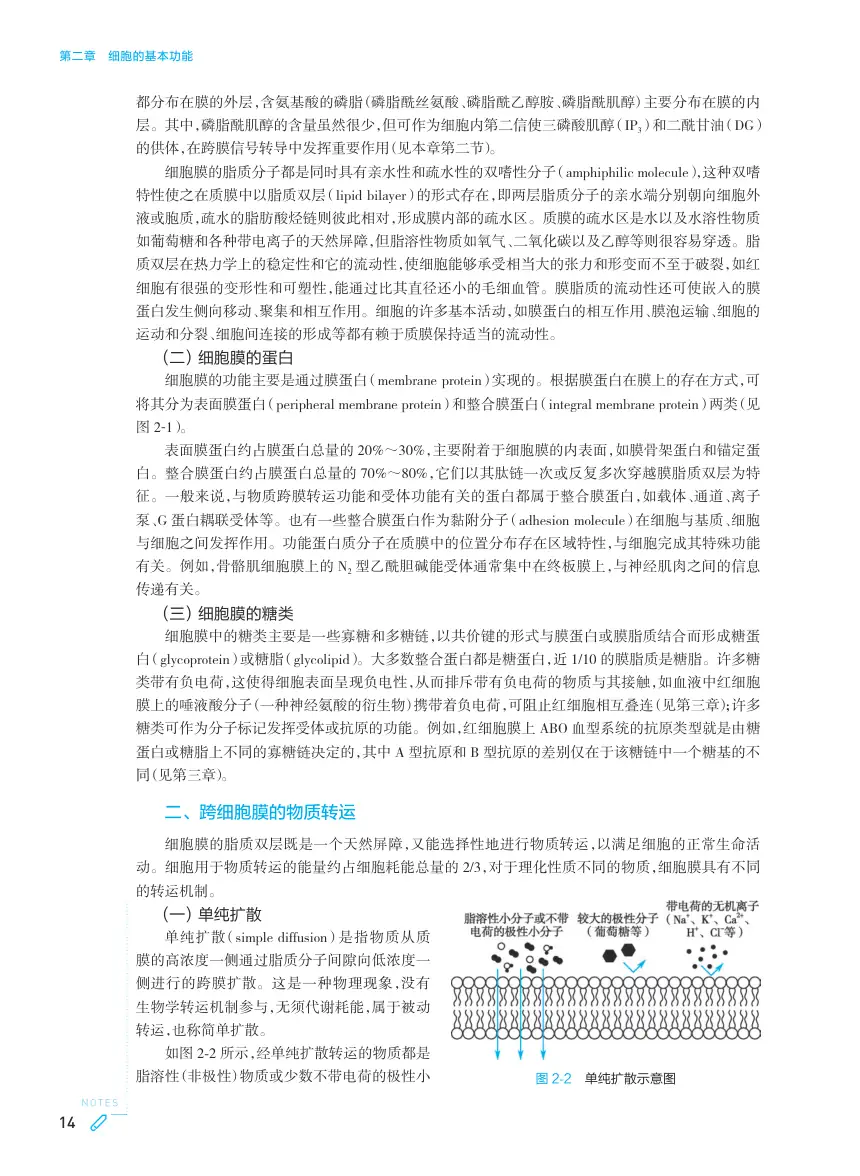 第二章 细胞的基本功能
都分布在膜的外层,含氨基酸的磷脂(磷脂酰丝氨酸、磷脂酰乙醇胺、磷脂酰肌醇)主要分布在膜的内
层。其中,磷脂酰肌醇的含量虽然很少,但可作为细胞内第二信使三磷酸肌醇(IP₃)和二酰甘油(DG)
的供体,在跨膜信号转导中发挥重要作用(见本章第二节)。
细胞膜的脂质分子都是同时具有亲水性和疏水性的双嗜性分子(amphiphilic molecule),这种双嗜
特性使之在质膜中以脂质双层(lipid bilayer)的形式存在,即两层脂质分子的亲水端分别朝向细胞外
液或胞质,疏水的脂肪酸烃链则彼此相对,形成膜内部的疏水区。质膜的疏水区是水以及水溶性物质
如葡萄糖和各种带电离子的天然屏障,但脂溶性物质如氧气、二氧化碳以及乙醇等则很容易穿透。脂
质双层在热力学上的稳定性和它的流动性,使细胞能够承受相当大的张力和形变而不至于破裂,如红
细胞有很强的变形性和可塑性,能通过比其直径还小的毛细血管。膜脂质的流动性还可使嵌入的膜
蛋白发生侧向移动、聚集和相互作用。细胞的许多基本活动,如膜蛋白的相互作用、膜泡运输、细胞的
运动和分裂、细胞间连接的形成等都有赖于质膜保持适当的流动性。
(二)细胞膜的蛋白
细胞膜的功能主要是通过膜蛋白(membrane protein)实现的。根据膜蛋白在膜上的存在方式,可
将其分为表面膜蛋白(peripheral membrane protein)和整合膜蛋白(integral membrane protein)两类(见
图 2-1)。
表面膜蛋白约占膜蛋白总量的 20%～30%,主要附着于细胞膜的内表面,如膜骨架蛋白和锚定蛋
白。整合膜蛋白约占膜蛋白总量的 70%～80%,它们以其肽链一次或反复多次穿越膜脂质双层为特
征。一般来说,与物质跨膜转运功能和受体功能有关的蛋白都属于整合膜蛋白,如载体、通道、离子
泵、G 蛋白耦联受体等。也有一些整合膜蛋白作为黏附分子(adhesion molecule)在细胞与基质、细胞
与细胞之间发挥作用。功能蛋白质分子在质膜中的位置分布存在区域特性,与细胞完成其特殊功能
有关。例如,骨骼肌细胞膜上的 N₂ 型乙酰胆碱能受体通常集中在终板膜上,与神经肌肉之间的信息
传递有关。
(三)细胞膜的糖类
细胞膜中的糖类主要是一些寡糖和多糖链,以共价键的形式与膜蛋白或膜脂质结合而形成糖蛋
白(glycoprotein)或糖脂(glycolipid)。大多数整合蛋白都是糖蛋白,近 1/10 的膜脂质是糖脂。许多糖
类带有负电荷,这使得细胞表面呈现负电性,从而排斥带有负电荷的物质与其接触,如血液中红细胞
膜上的唾液酸分子(一种神经氨酸的衍生物)携带着负电荷,可阻止红细胞相互叠连(见第三章);许多
糖类可作为分子标记发挥受体或抗原的功能。例如,红细胞膜上 ABO 血型系统的抗原类型就是由糖
蛋白或糖脂上不同的寡糖链决定的,其中 A 型抗原和 B 型抗原的差别仅在于该糖链中一个糖基的不
同(见第三章)。
二、跨细胞膜的物质转运
细胞膜的脂质双层既是一个天然屏障,又能选择性地进行物质转运,以满足细胞的正常生命活
动。细胞用于物质转运的能量约占细胞耗能总量的 2/3,对于理化性质不同的物质,细胞膜具有不同
的转运机制。
(一)单纯扩散
单纯扩散(simple diffusion)是指物质从质
膜的高浓度一侧通过脂质分子间隙向低浓度一
侧进行的跨膜扩散。这是一种物理现象,没有
生物学转运机制参与,无须代谢耗能,属于被动
转运,也称简单扩散。
如图 2-2 所示,经单纯扩散转运的物质都是
脂溶性(非极性)物质或少数不带电荷的极性小
脂溶性小分子或不带
电荷的极性小分子
较大的极性分子
(葡萄糖等)
带电荷的无机离子
(Na⁺、K⁺、Ca²⁺、
H⁺、Cl⁻等)
图 2-2 单纯扩散示意图
NOTES
14